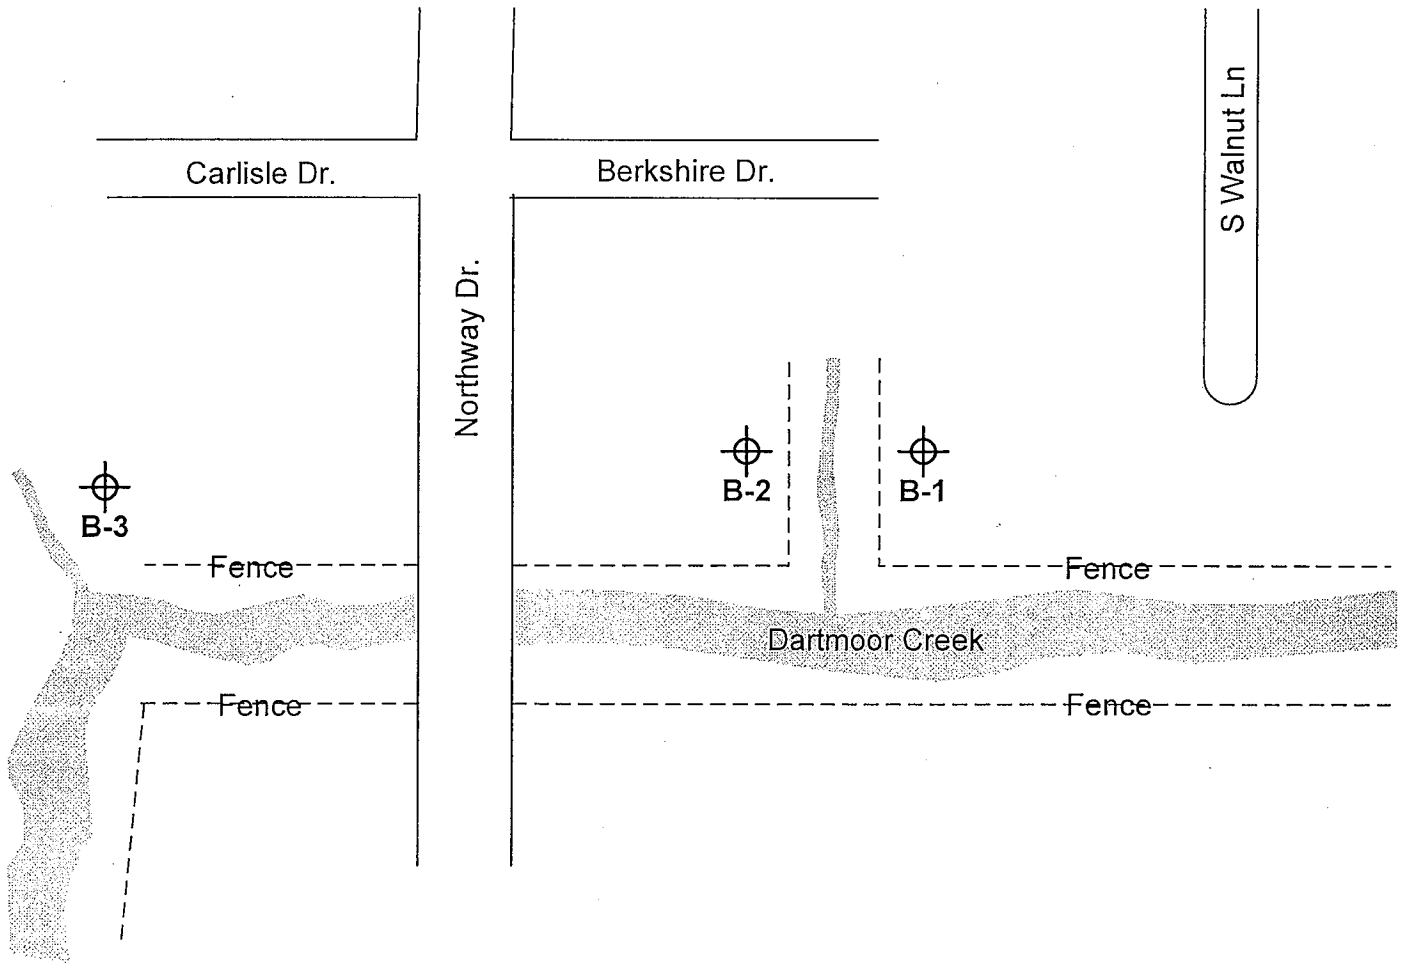 S Walnut Ln
Carlisle Dr.
Berkshire Dr.
Northway Dr.
B-2
B-1
B-3
Fence
Fence
Dartmoor Creek
Fence
Fence